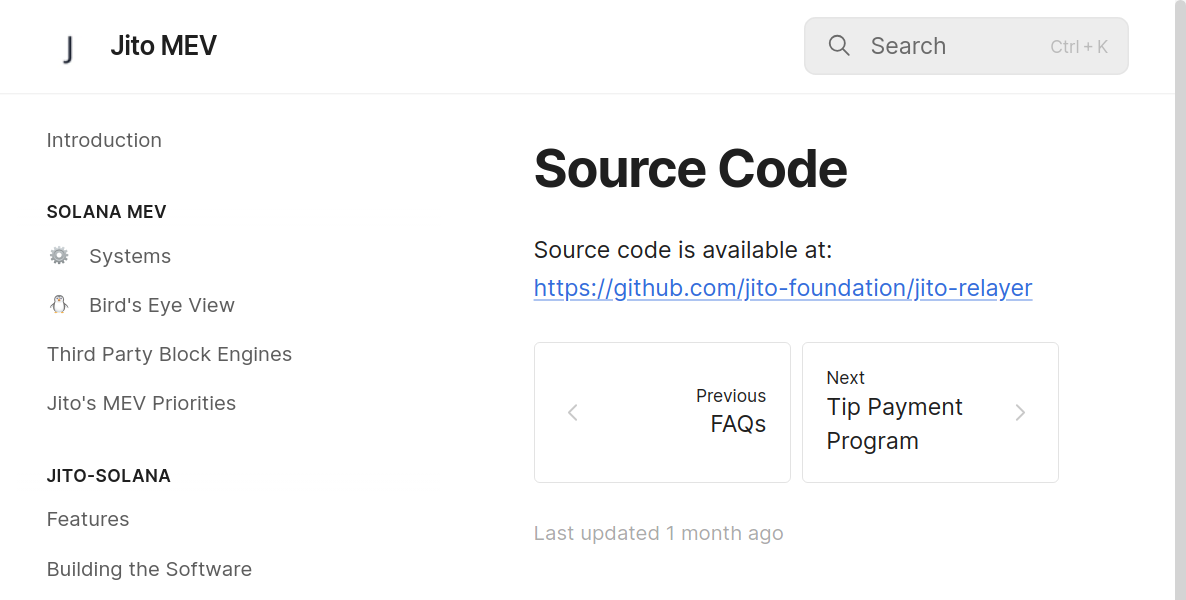 Jito MEV
Search
Ctrl + K
Introduction
SOLANA MEV
Systems
Bird's Eye View
Third Party Block Engines
Jito's MEV Priorities
JITO-SOLANA
Features
Building the Software
Source Code
Source code is available at:
https://github.com/jito-foundation/jito-relayer
Previous
FAQs
Next
Tip Payment
Program
Last updated 1 month ago